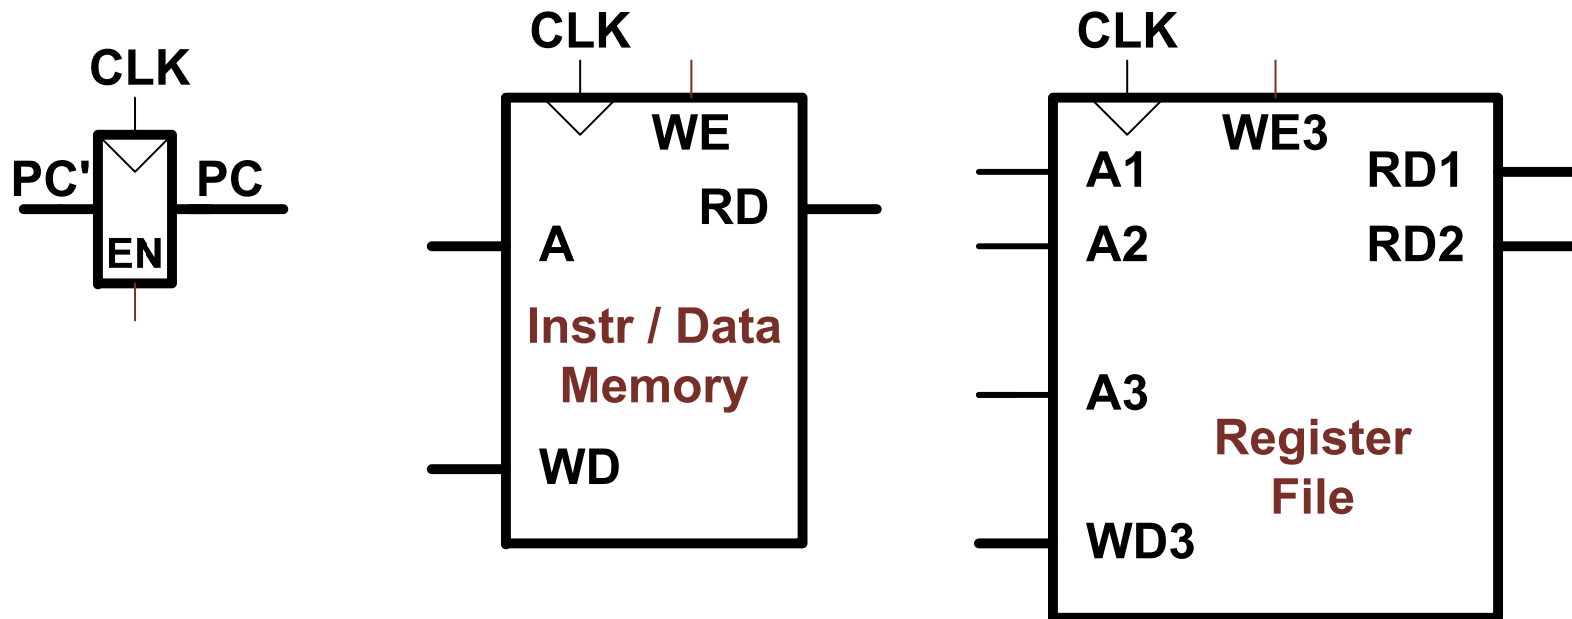 CLK
PC'
PC
EN
CLK
WE
RD
A
Instr / Data
Memory
WD
CLK
WE3
A1
RD1
A2
RD2
A3
Register
File
WD3